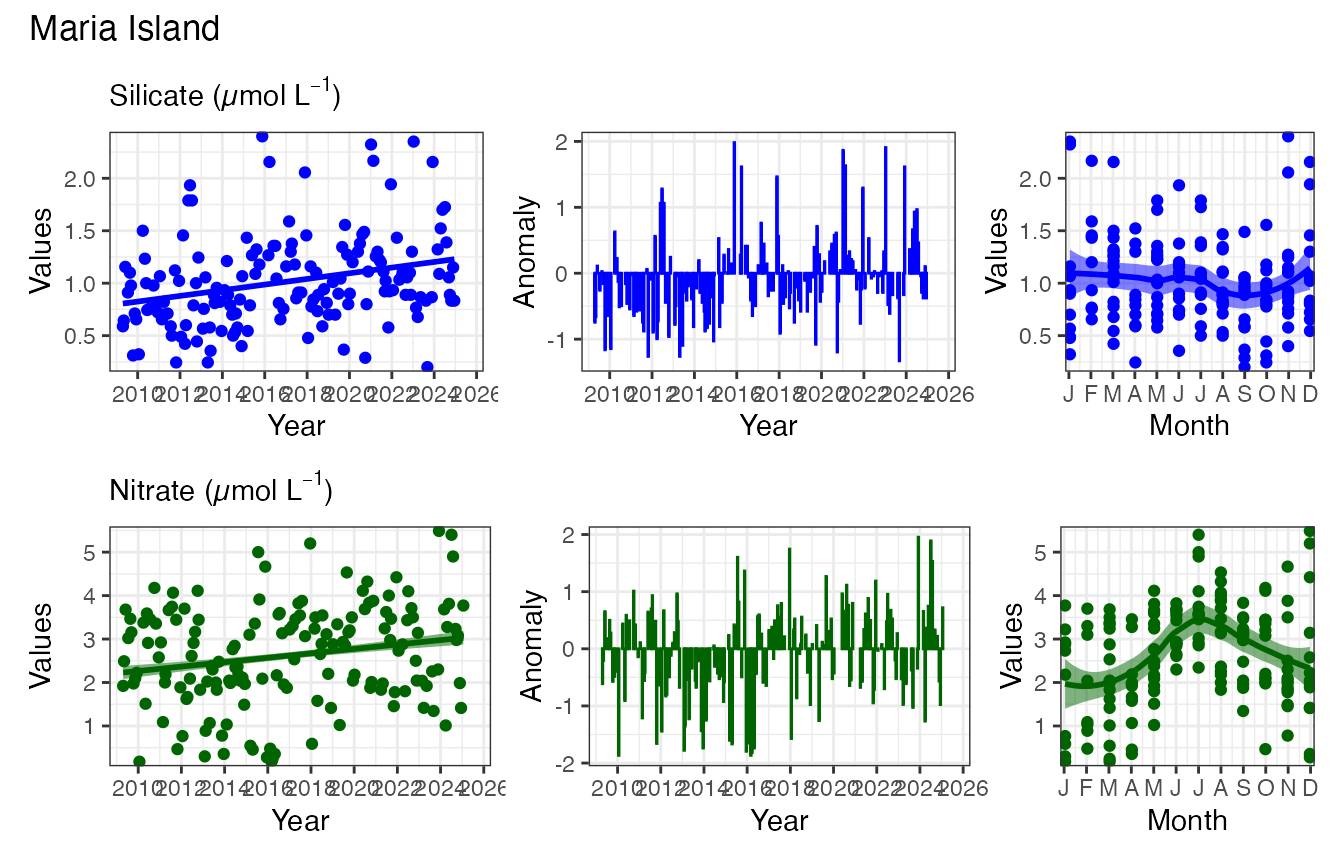 Maria Island
Silicate (μmol L⁻¹)
Values
2.0
1.5
1.0
0.5
2010 2012 2014 2016 2018 2020 2022 2024 2026
Year
Anomaly
2
1
0
-1
2010 2012 2014 2016 2018 2020 2022 2024 2026
Year
Values
2.0
1.5
1.0
0.5
J F M A M J J A S O N D
Month
Nitrate (μmol L⁻¹)
Values
5
4
3
2
1
2010 2012 2014 2016 2018 2020 2022 2024 2026
Year
Anomaly
2
1
0
-1
-2
2010 2012 2014 2016 2018 2020 2022 2024 2026
Year
Values
5
4
3
2
1
J F M A M J J A S O N D
Month